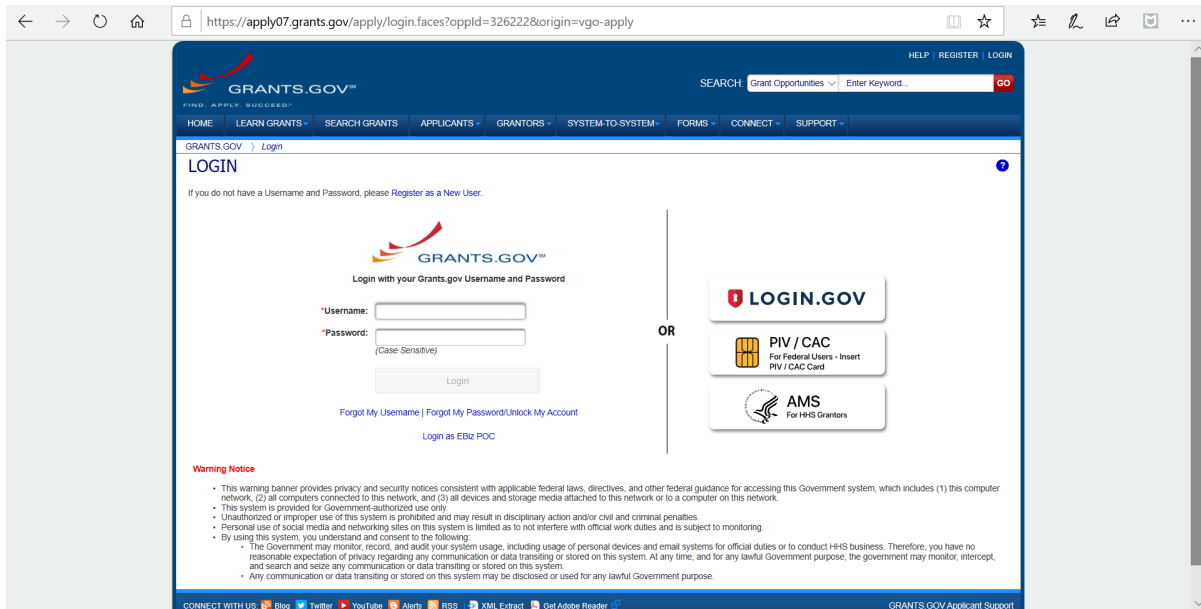 https://apply07.grants.gov/apply/login.faces?oppId=326222&origin=vgo-apply
HELP | REGISTER | LOGIN
GRANTS.GOV℠
FIND. APPLY. SUCCEED.℠
SEARCH: Grant Opportunities Enter Keyword... GO
HOME LEARN GRANTS SEARCH GRANTS APPLICANTS GRANTORS SYSTEM-TO-SYSTEM FORMS CONNECT SUPPORT
GRANTS.GOV 〉 Login
LOGIN
?
If you do not have a Username and Password, please Register as a New User.
GRANTS.GOV℠
Login with your Grants.gov Username and Password
*Username:
*Password:
(Case Sensitive)
Login
Forgot My Username | Forgot My Password/Unlock My Account
Login as EBiz POC
OR
LOGIN.GOV
PIV / CAC
For Federal Users - Insert
PIV / CAC Card
AMS
For HHS Grantors
Warning Notice
• This warning banner provides privacy and security notices consistent with applicable federal laws, directives, and other federal guidance for accessing this Government system, which includes (1) this computer
network, (2) all computers connected to this network, and (3) all devices and storage media attached to this network or to a computer on this network.
• This system is provided for Government-authorized use only.
• Unauthorized or improper use of this system is prohibited and may result in disciplinary action and/or civil and criminal penalties.
• Personal use of social media and networking sites on this system is limited as to not interfere with official work duties and is subject to monitoring.
• By using this system, you understand and consent to the following:
• The Government may monitor, record, and audit your system usage, including usage of personal devices and email systems for official duties or to conduct HHS business. Therefore, you have no
reasonable expectation of privacy regarding any communication or data transiting or stored on this system. At any time, and for any lawful Government purpose, the government may monitor, intercept,
and search and seize any communication or data transiting or stored on this system.
• Any communication or data transiting or stored on this system may be disclosed or used for any lawful Government purpose.
CONNECT WITH US: Blog Twitter YouTube Alerts RSS | XML Extract Get Adobe Reader
GRANTS.GOV Applicant Support